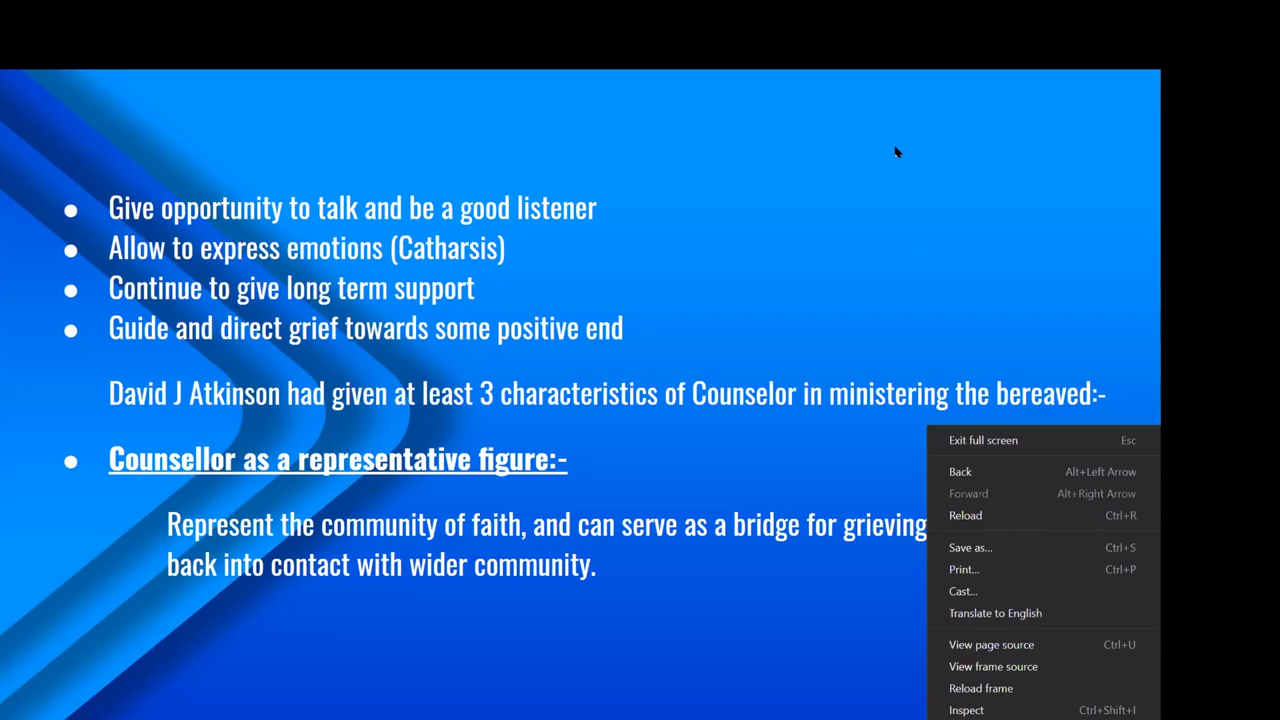 ● Give opportunity to talk and be a good listener
● Allow to express emotions (Catharsis)
● Continue to give long term support
● Guide and direct grief towards some positive end
David J Atkinson had given at least 3 characteristics of Counselor in ministering the bereaved:-
● Counsellor as a representative figure:-
Represent the community of faith, and can serve as a bridge for grieving
back into contact with wider community.
Exit full screen Esc
Back Alt+Left Arrow
Forward Alt+Right Arrow
Reload Ctrl+R
Save as... Ctrl+S
Print... Ctrl+P
Cast...
Translate to English
View page source Ctrl+U
View frame source
Reload frame
Inspect Ctrl+Shift+I